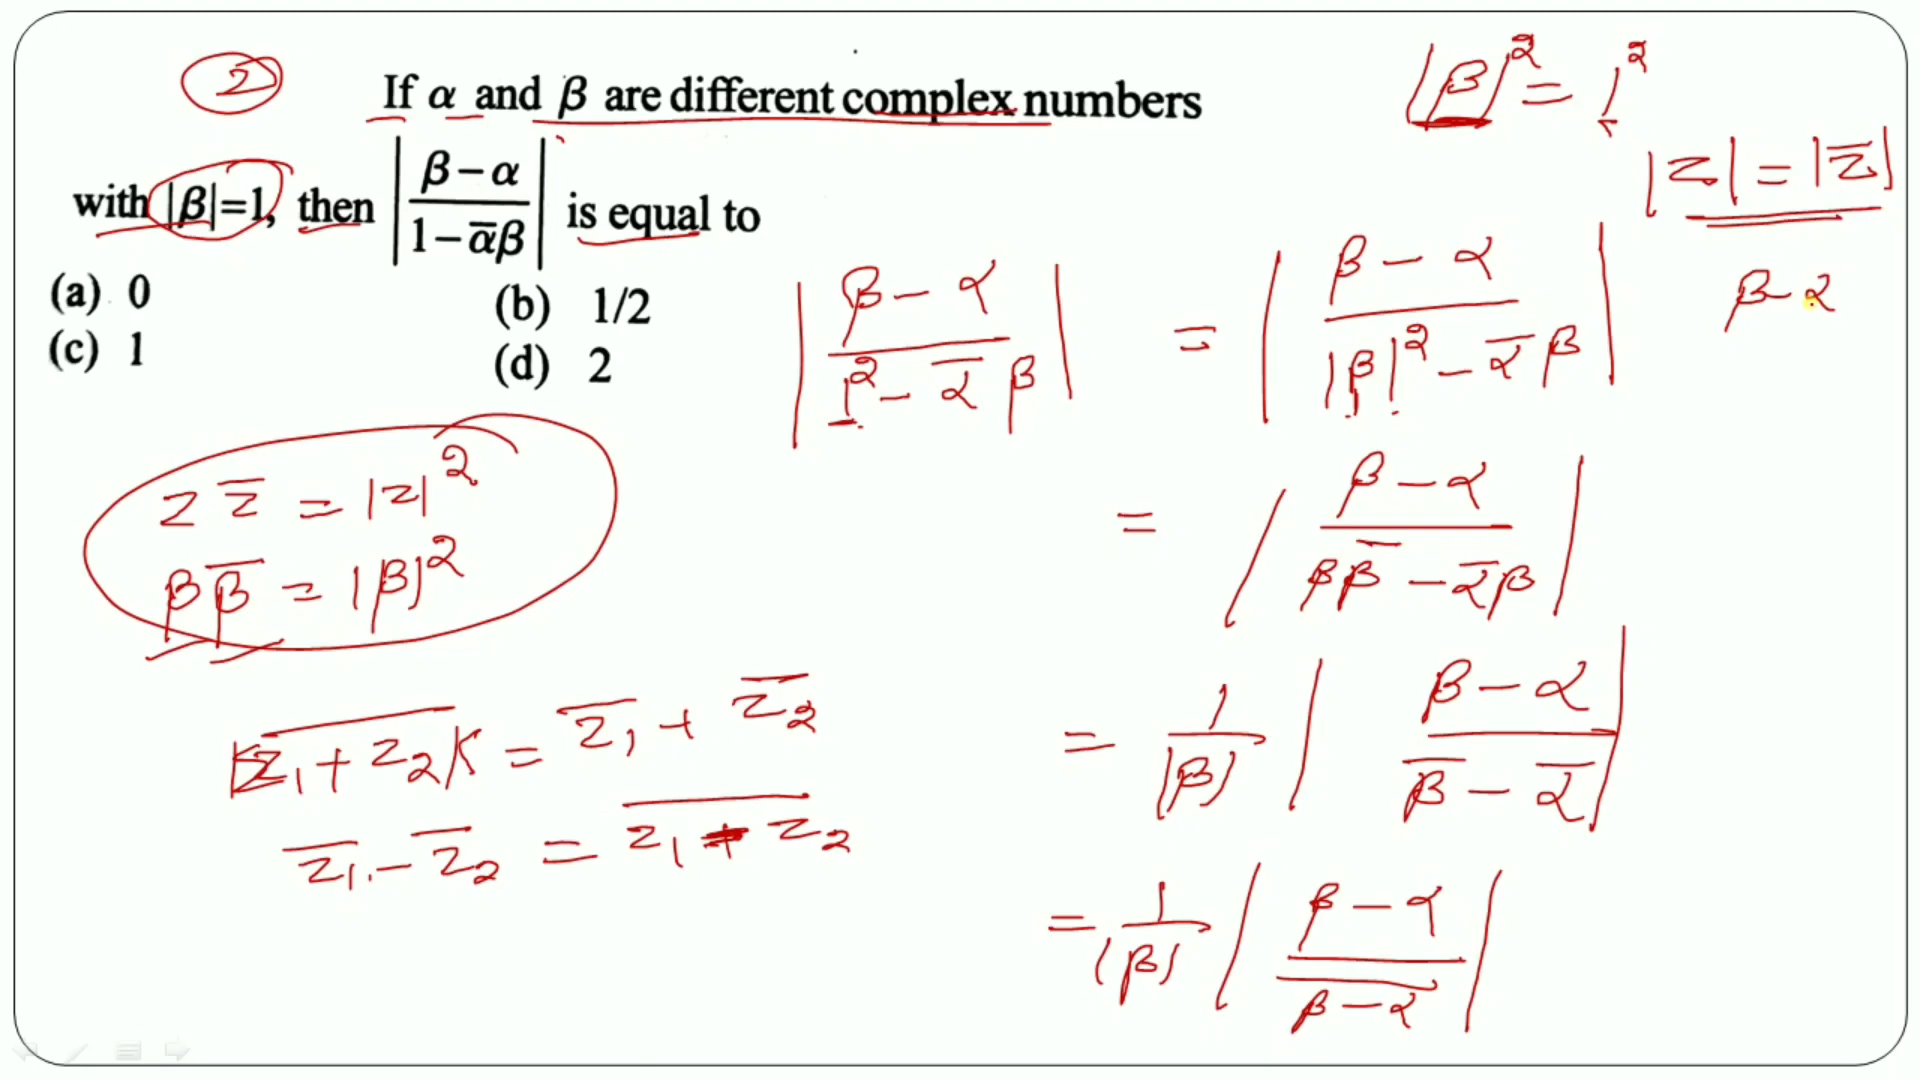 2
If α and β are different complex numbers
with |β|=1, then |(β−α)/(1−ᾱβ)| is equal to
(a) 0
(b) 1/2
(c) 1
(d) 2
|β|² = 1²
|z| = |z̅|
β−α
|(β−α)/(1²−ᾱβ)| = |(β−α)/(|β|²−ᾱβ)|
z z̅ = |z|²
β β̅ = |β|²
= |(β−α)/(ββ̅−ᾱβ)|
z₁+z₂ = z̅₁ + z̅₂
z̅₁ − z̅₂ = z₁ z₂
= 1/|β| |(β−α)/(β̅−ᾱ)|
= 1/|β| |(β−α)/(β−α)|